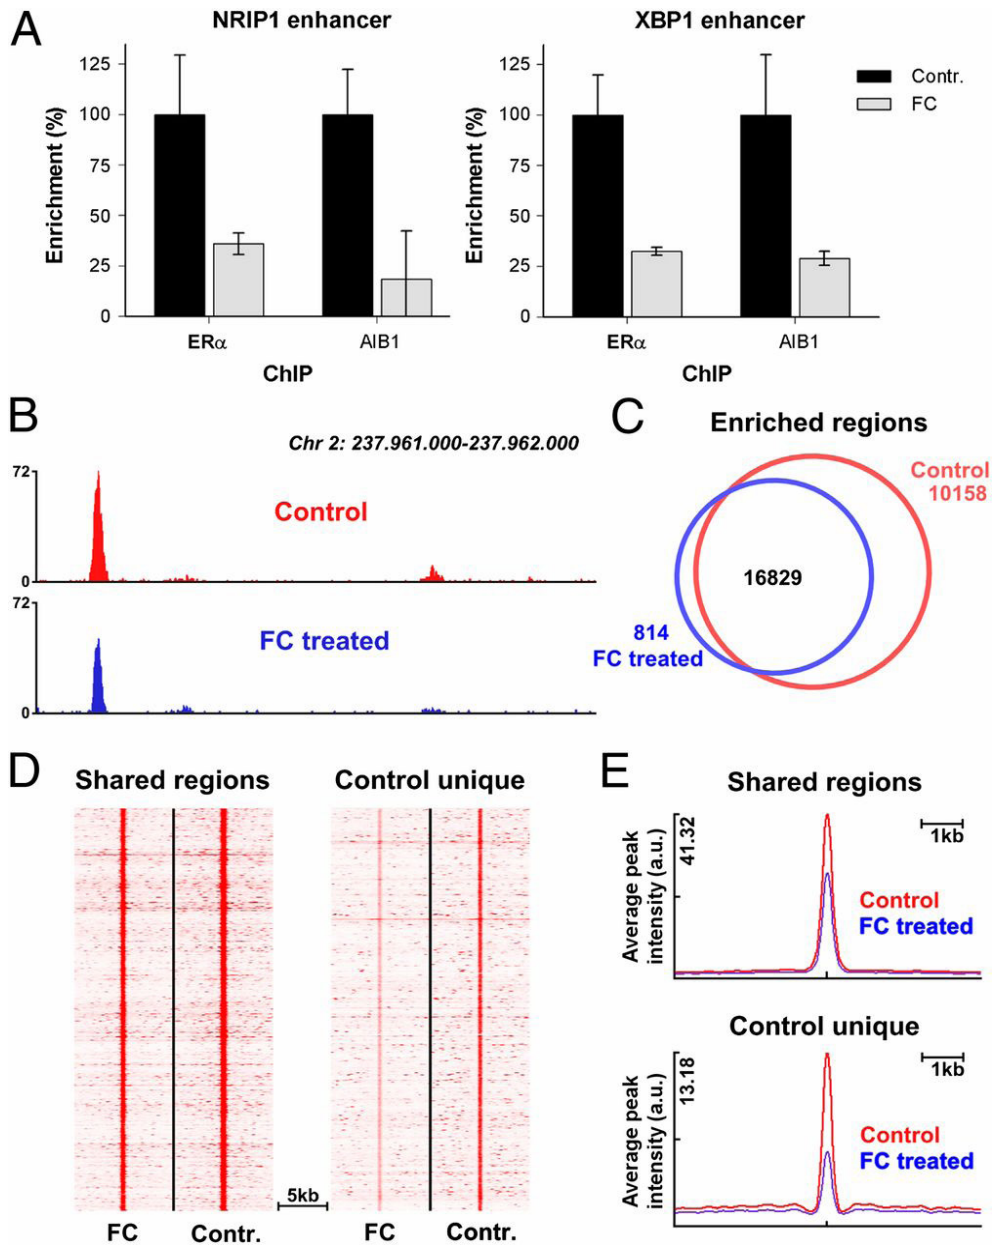 A
NRIP1 enhancer
XBP1 enhancer
Enrichment (%)
125
100
75
50
25
0
ERα
AIB1
ChIP
Enrichment (%)
125
100
75
50
25
0
ERα
AIB1
ChIP
Contr.
FC
B
Chr 2: 237.961.000-237.962.000
72
Control
0
72
FC treated
0
C
Enriched regions
Control
10158
16829
814
FC treated
D
Shared regions
Control unique
FC
Contr.
5kb
FC
Contr.
E
Shared regions
Average peak
intensity (a.u.)
41.32
1kb
Control
FC treated
Control unique
Average peak
intensity (a.u.)
13.18
1kb
Control
FC treated